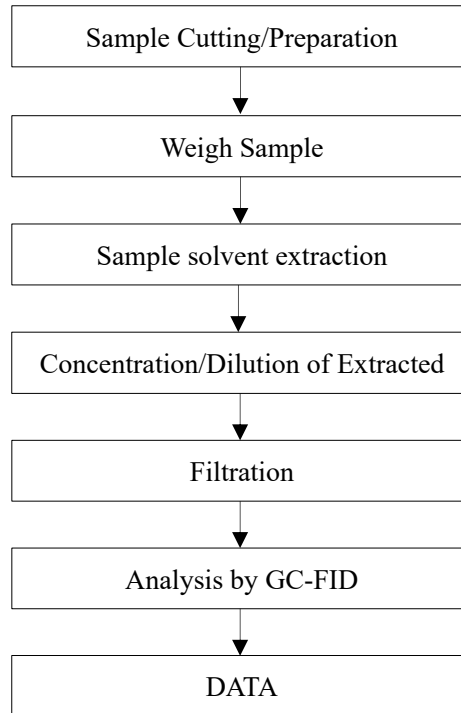 Sample Cutting/Preparation
Weigh Sample
Sample solvent extraction
Concentration/Dilution of Extracted
Filtration
Analysis by GC-FID
DATA